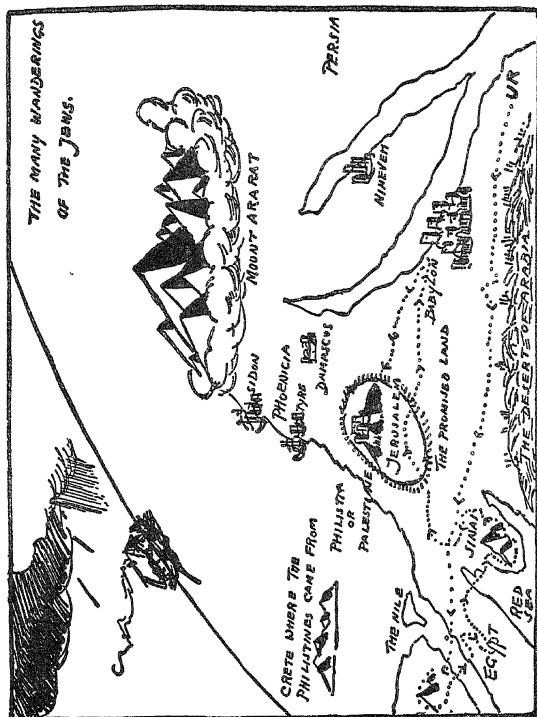 THE MANY WANDERINGS
OF THE JEWS.
MOUNT ARARAT
PERSIA
NINEVEH
SIDON
PHOENICIA
TYRE
DAMASCUS
BABYLON
UR
CRETE WHERE THE
PHILISTINES CAME FROM
PHILISTIA
OR
PALESTINE
JERUSALEM
THE PROMISED LAND
THE DESERTS OF ARABIA
THE NILE
SINAI
EGYPT
RED
SEA